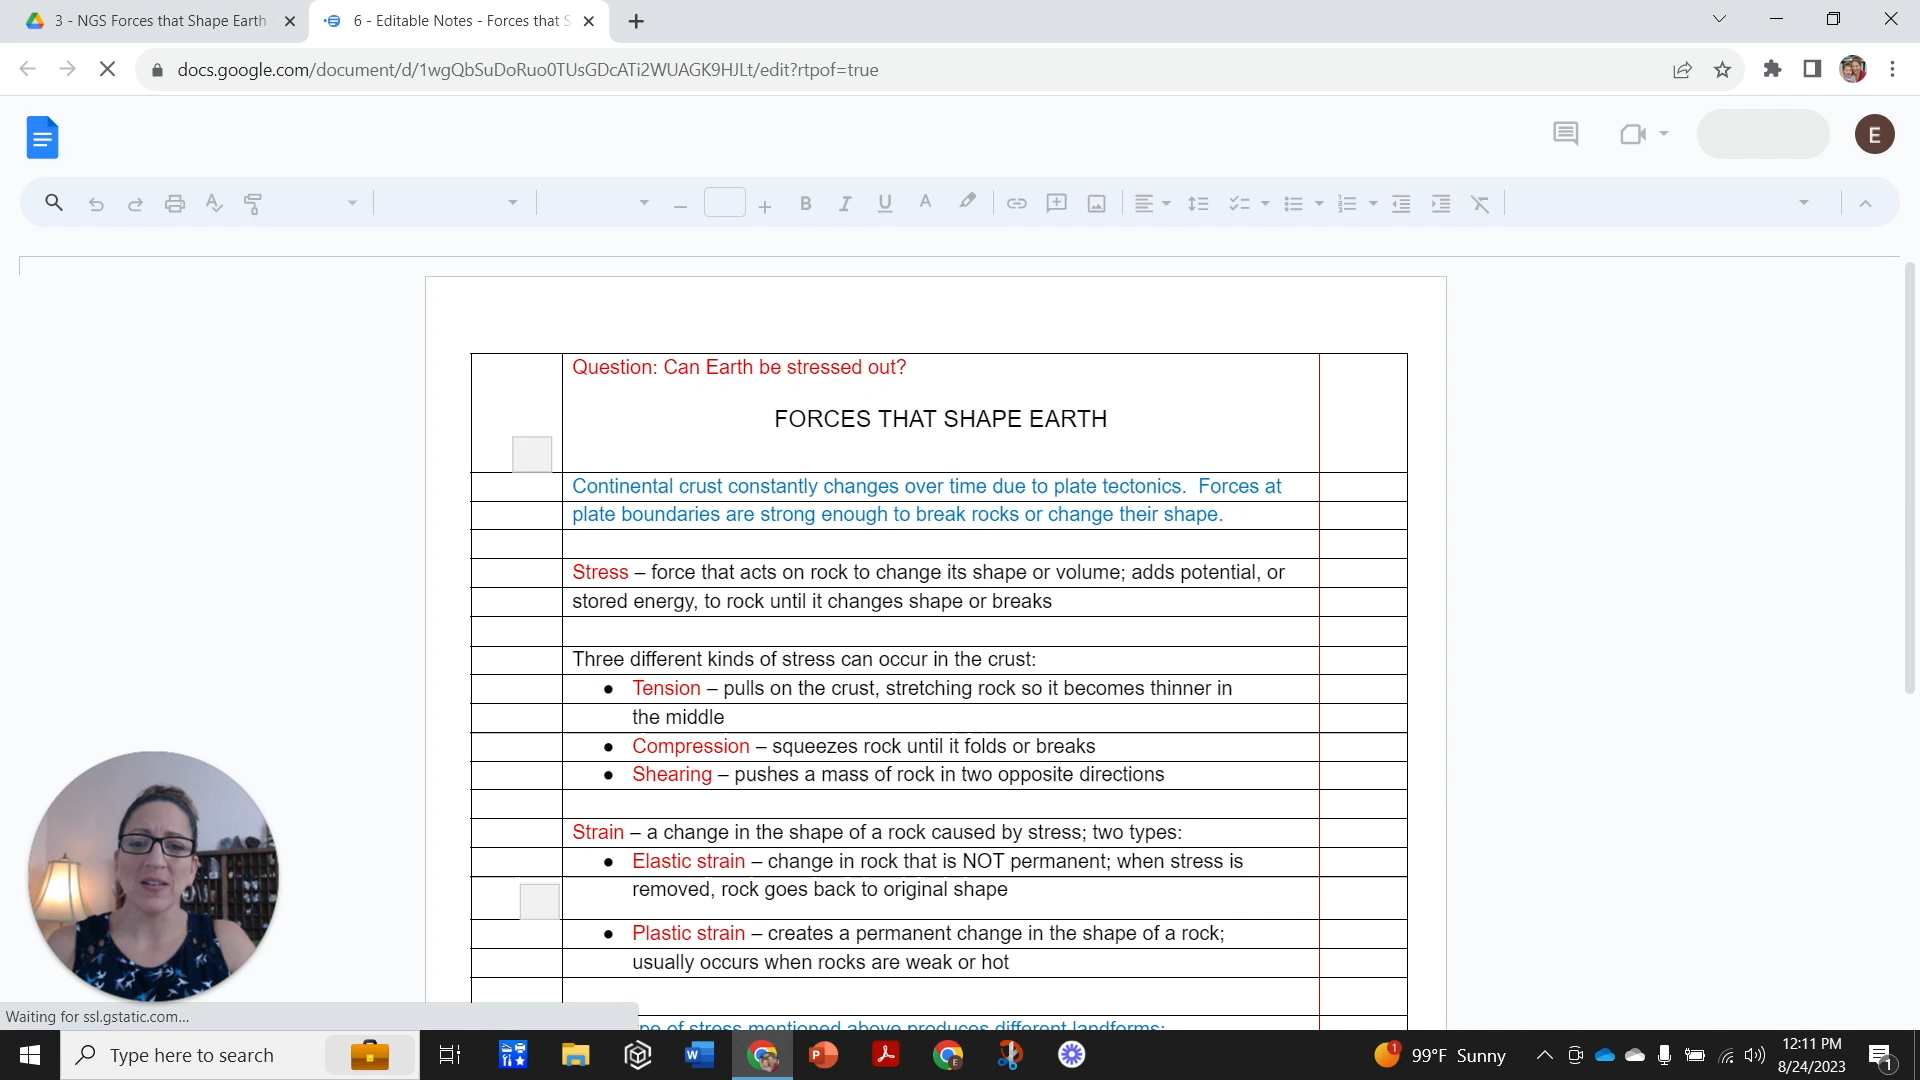 3 - NGS Forces that Shape Earth
6 - Editable Notes - Forces that S
docs.google.com/document/d/1wgQbSuDoRuo0TUsGDcATi2WUAGK9HJLt/edit?rtpof=true
E
Question: Can Earth be stressed out?
FORCES THAT SHAPE EARTH
Continental crust constantly changes over time due to plate tectonics. Forces at
plate boundaries are strong enough to break rocks or change their shape.
Stress – force that acts on rock to change its shape or volume; adds potential, or
stored energy, to rock until it changes shape or breaks
Three different kinds of stress can occur in the crust:
● Tension – pulls on the crust, stretching rock so it becomes thinner in
the middle
● Compression – squeezes rock until it folds or breaks
● Shearing – pushes a mass of rock in two opposite directions
Strain – a change in the shape of a rock caused by stress; two types:
● Elastic strain – change in rock that is NOT permanent; when stress is
removed, rock goes back to original shape
● Plastic strain – creates a permanent change in the shape of a rock;
usually occurs when rocks are weak or hot
of stress mentioned above produces different landforms:
Waiting for ssl.gstatic.com...
Type here to search
99°F Sunny
12:11 PM
8/24/2023